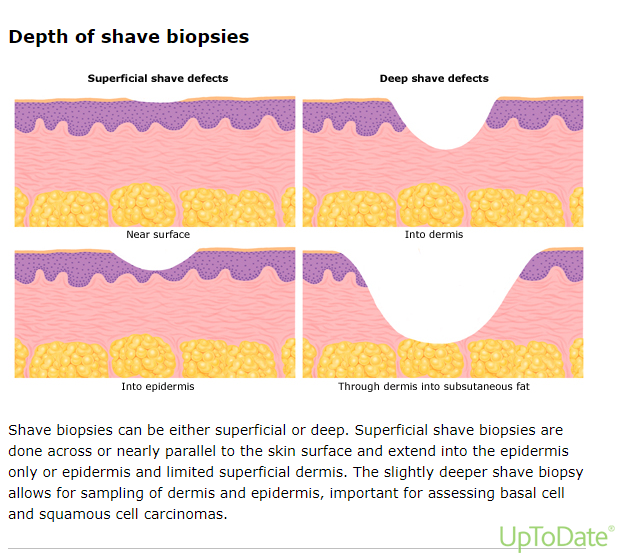 Depth of shave biopsies
Superficial shave defects
Deep shave defects
Near surface
Into dermis
Into epidermis
Through dermis into subsutaneous fat
Shave biopsies can be either superficial or deep. Superficial shave biopsies are
done across or nearly parallel to the skin surface and extend into the epidermis
only or epidermis and limited superficial dermis. The slightly deeper shave biopsy
allows for sampling of dermis and epidermis, important for assessing basal cell
and squamous cell carcinomas.
UpToDate®